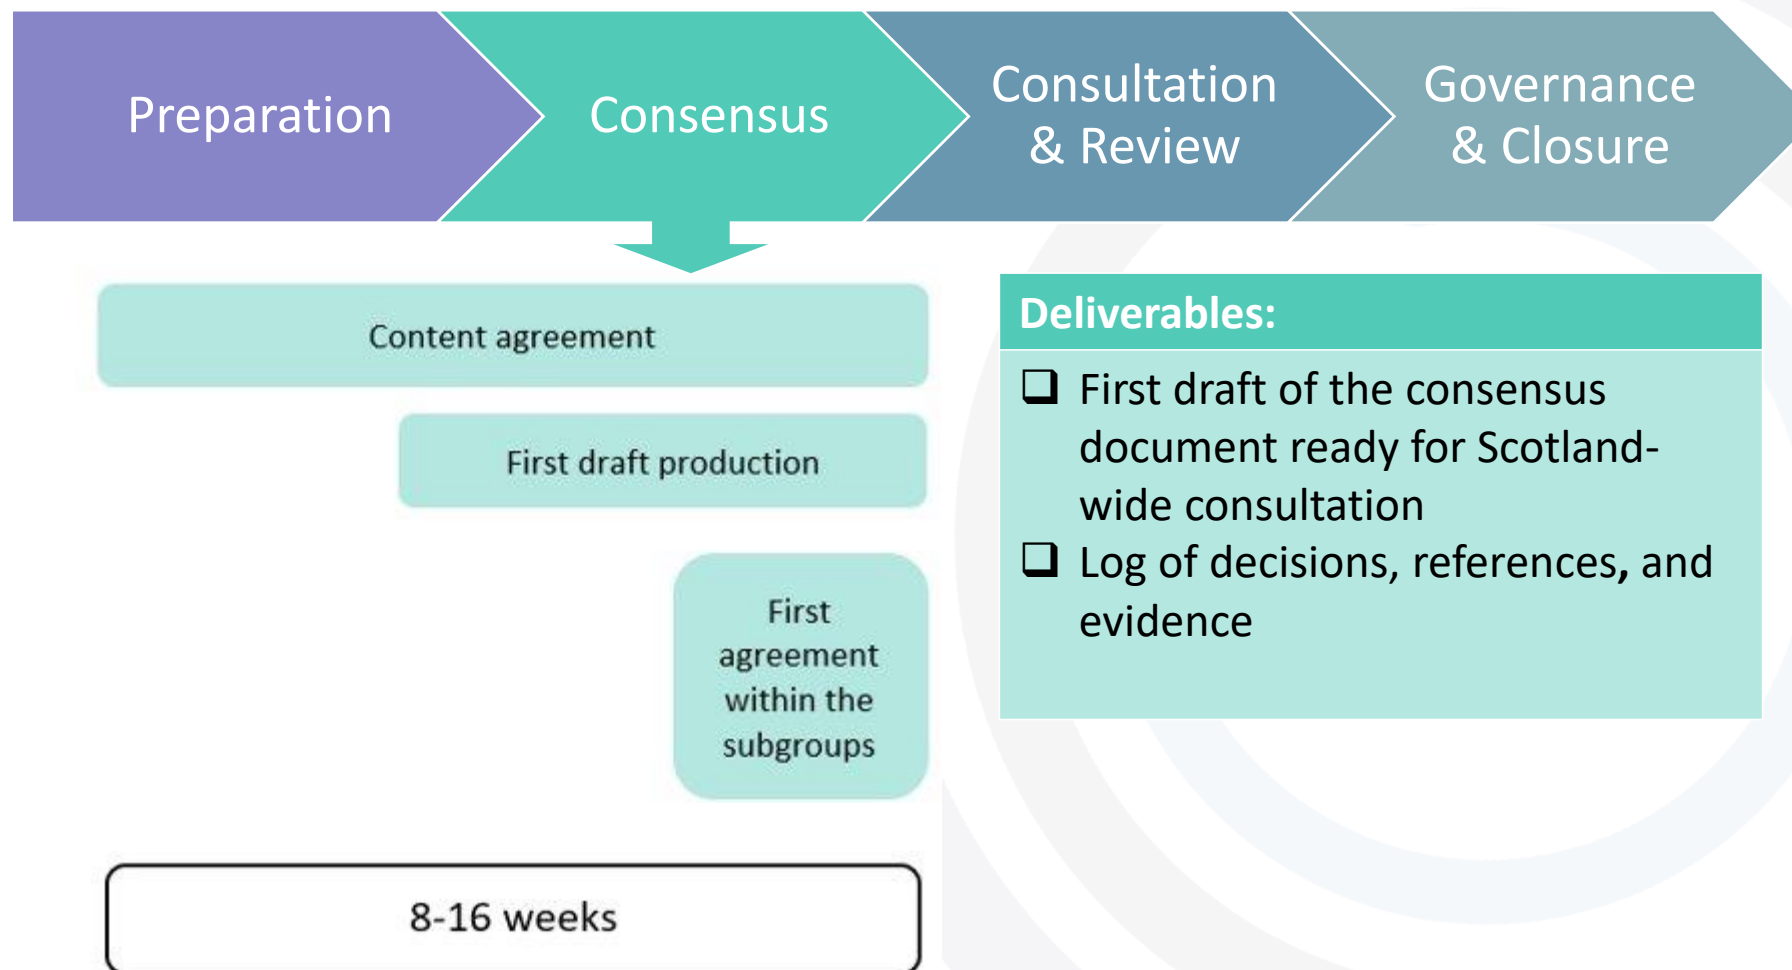 Preparation
Consensus
Consultation
& Review
Governance
& Closure
Content agreement
First draft production
First
agreement
within the
subgroups
8-16 weeks
Deliverables:
❑ First draft of the consensus
document ready for Scotland-
wide consultation
❑ Log of decisions, references, and
evidence